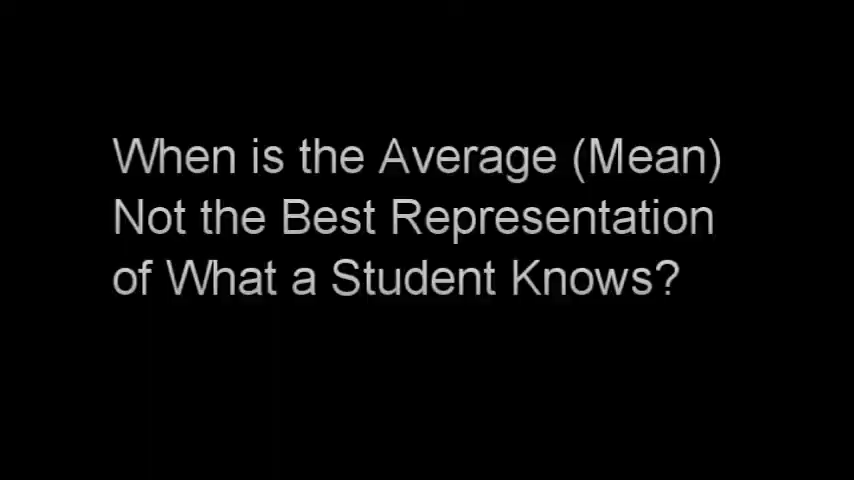 When is the Average (Mean)
Not the Best Representation
of What a Student Knows?